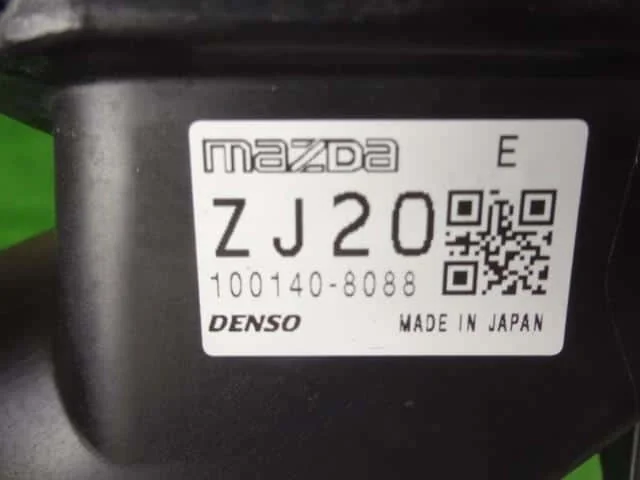 mazda E
ZJ20
100140-8088
DENSO MADE IN JAPAN